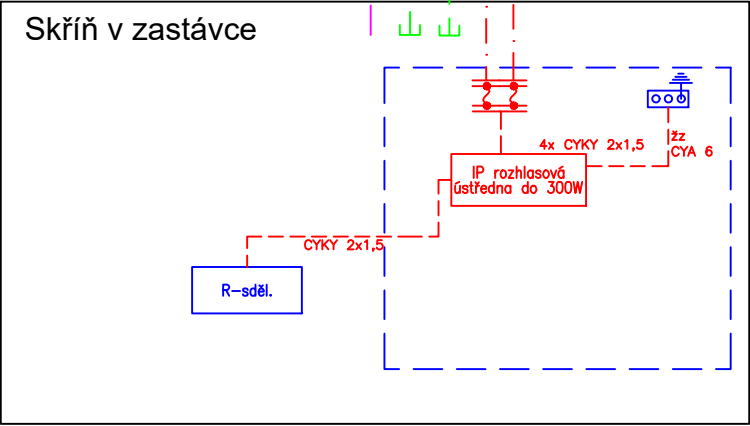 Skříň v zastávce
4x CYKY 2x1,5
žz
CYA 6
IP rozhlasová
ústředna do 300W
CYKY 2x1,5
R-sděl.